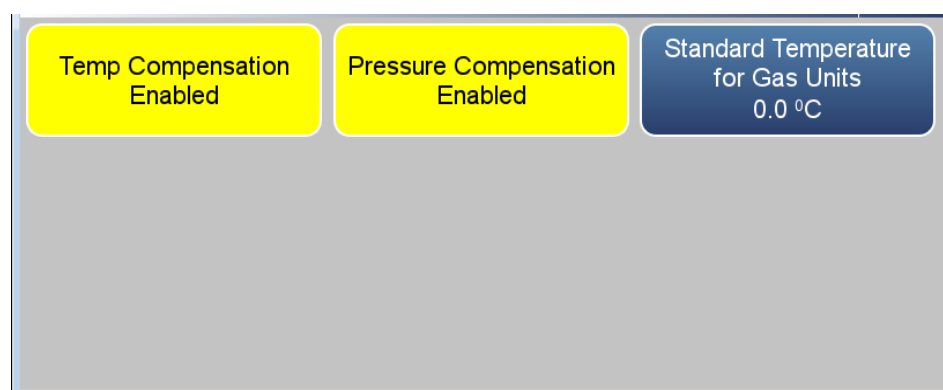 Temp Compensation
Enabled
Pressure Compensation
Enabled
Standard Temperature
for Gas Units
0.0 ⁰C